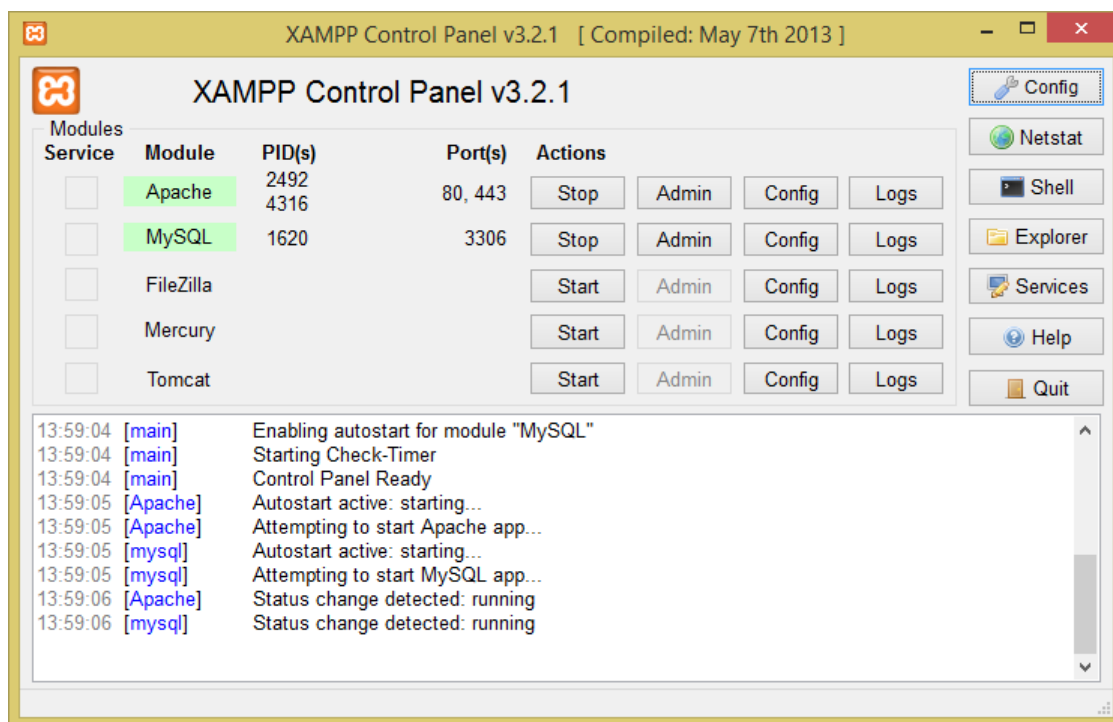 XAMPP Control Panel v3.2.1 [ Compiled: May 7th 2013 ]
XAMPP Control Panel v3.2.1
Config
Modules
Service Module PID(s) Port(s) Actions
Netstat
Apache 2492 4316 80, 443 Stop Admin Config Logs
Shell
MySQL 1620 3306 Stop Admin Config Logs
Explorer
FileZilla Start Admin Config Logs
Services
Mercury Start Admin Config Logs
Help
Tomcat Start Admin Config Logs
Quit
13:59:04 [main] Enabling autostart for module "MySQL"
13:59:04 [main] Starting Check-Timer
13:59:04 [main] Control Panel Ready
13:59:05 [Apache] Autostart active: starting...
13:59:05 [Apache] Attempting to start Apache app...
13:59:05 [mysql] Autostart active: starting...
13:59:05 [mysql] Attempting to start MySQL app...
13:59:06 [Apache] Status change detected: running
13:59:06 [mysql] Status change detected: running